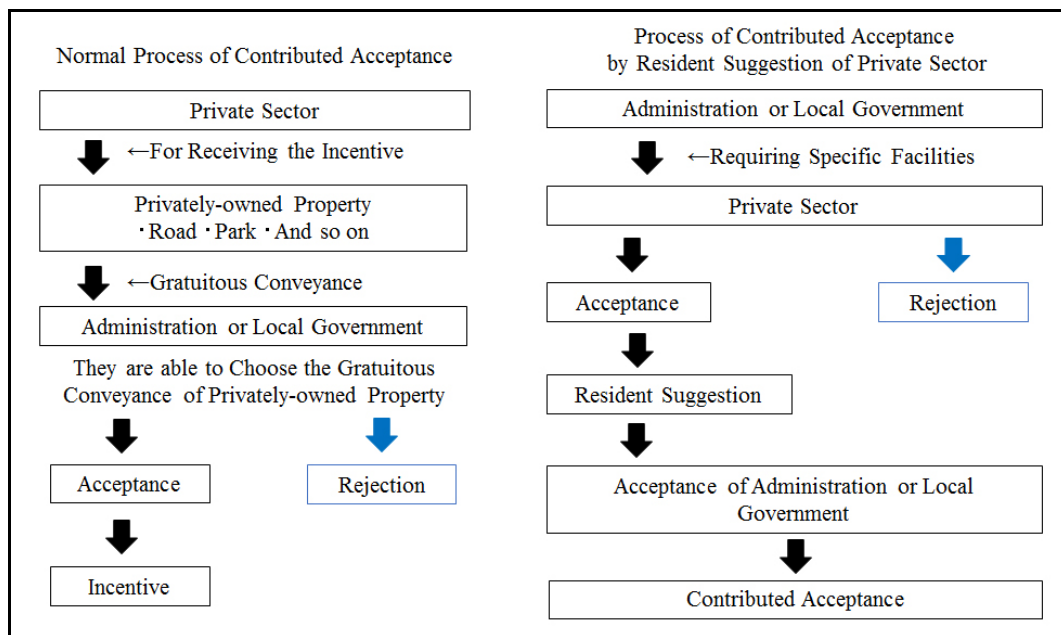 Normal Process of Contributed Acceptance
Private Sector
←For Receiving the Incentive
Privately-owned Property
・Road・Park・And so on
←Gratuitous Conveyance
Administration or Local Government
They are able to Choose the Gratuitous
Conveyance of Privately-owned Property
Acceptance
Rejection
Incentive
Process of Contributed Acceptance
by Resident Suggestion of Private Sector
Administration or Local Government
←Requiring Specific Facilities
Private Sector
Acceptance
Rejection
Resident Suggestion
Acceptance of Administration or Local
Government
Contributed Acceptance